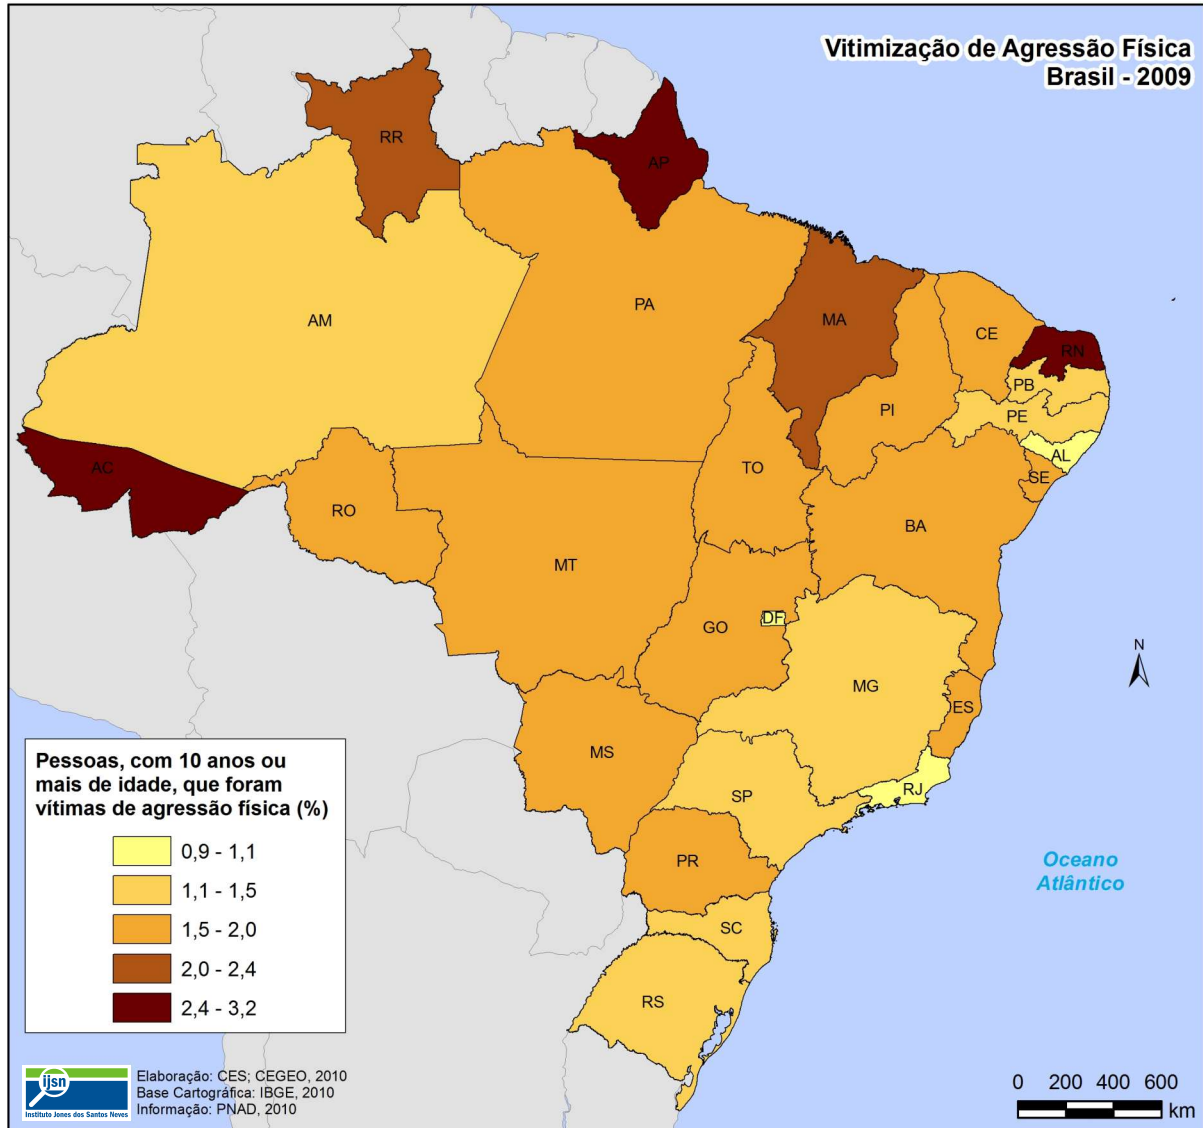 Vitimização de Agressão Física
Brasil - 2009
RR
AP
AM
PA
MA
CE
RN
PB
PE
PI
AL
SE
AC
TO
RO
BA
MT
DF
GO
MG
ES
MS
SP
RJ
PR
SC
RS
Oceano
Atlântico
N
Pessoas, com 10 anos ou
mais de idade, que foram
vítimas de agressão física (%)
0,9 - 1,1
1,1 - 1,5
1,5 - 2,0
2,0 - 2,4
2,4 - 3,2
ijsn
Instituto Jones dos Santos Neves
Elaboração: CES; CEGEO, 2010
Base Cartográfica: IBGE, 2010
Informação: PNAD, 2010
0 200 400 600
km